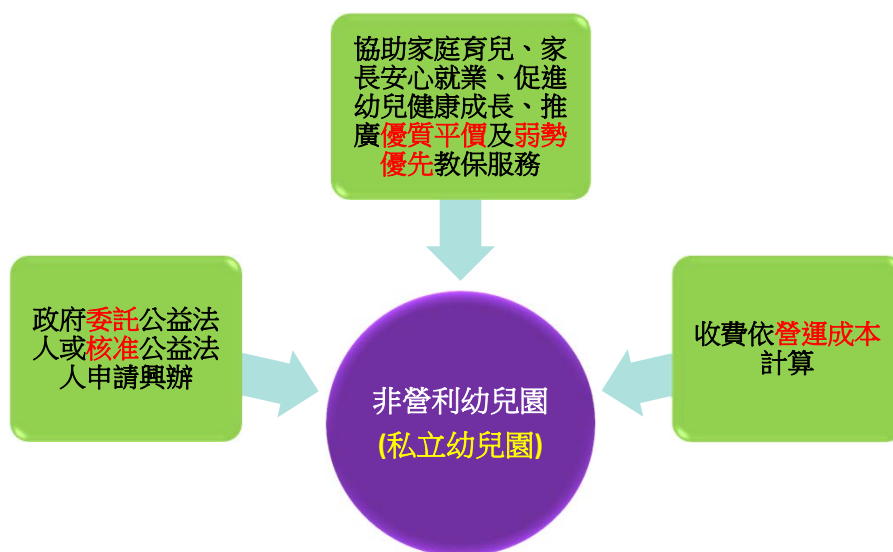 協助家庭育兒、家
長安心就業、促進
幼兒健康成長、推
廣優質平價及弱勢
優先教保服務
政府委託公益法
人或核准公益法
人申請興辦
收費依營運成本
計算
非營利幼兒園
(私立幼兒園)